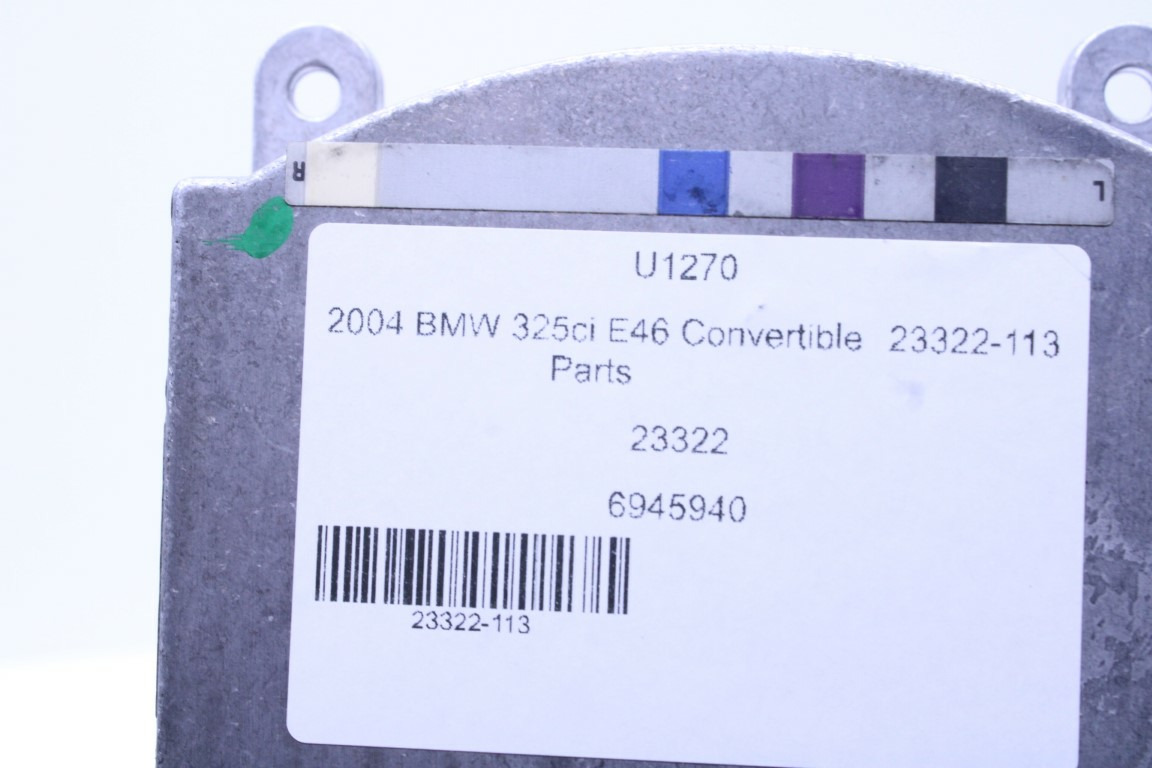 R
L
U1270
2004 BMW 325ci E46 Convertible 23322-113
Parts
23322
6945940
23322-113